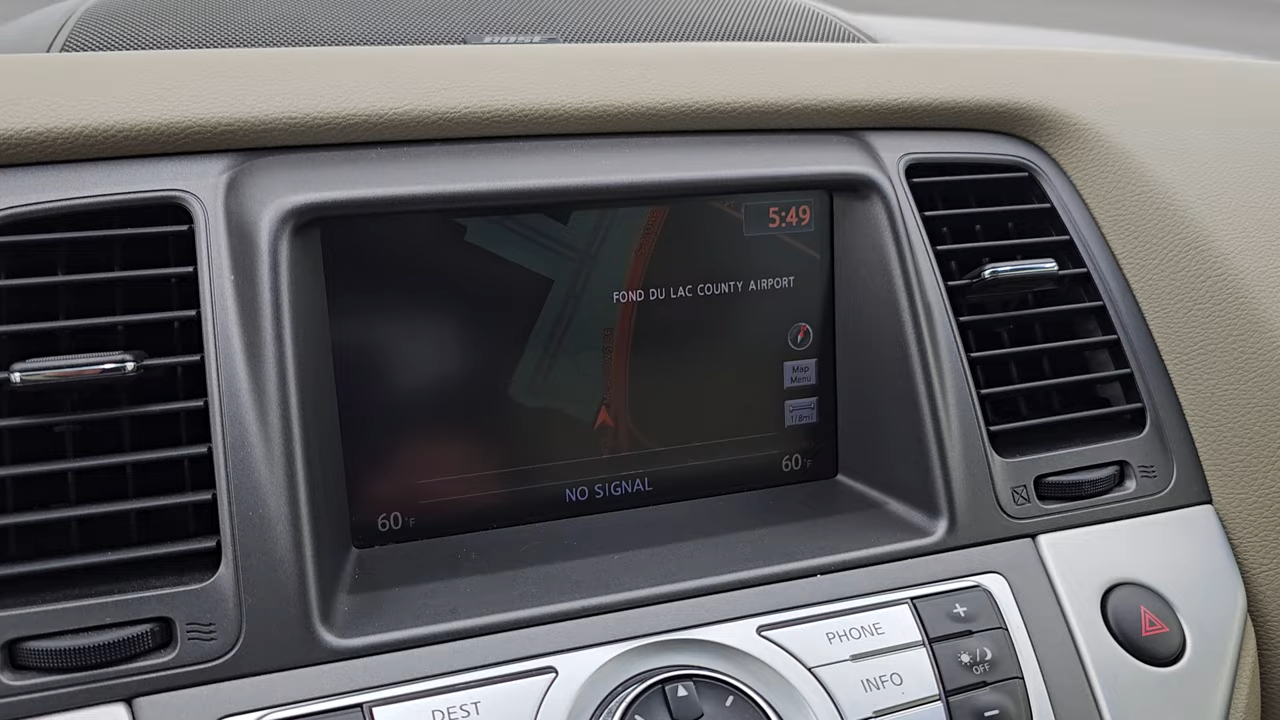 BOSE
5:49
FOND DU LAC COUNTY AIRPORT
Map
Menu
1/8mi
60°F
NO SIGNAL
60°F
PHONE
+
INFO
OFF
DEST
−